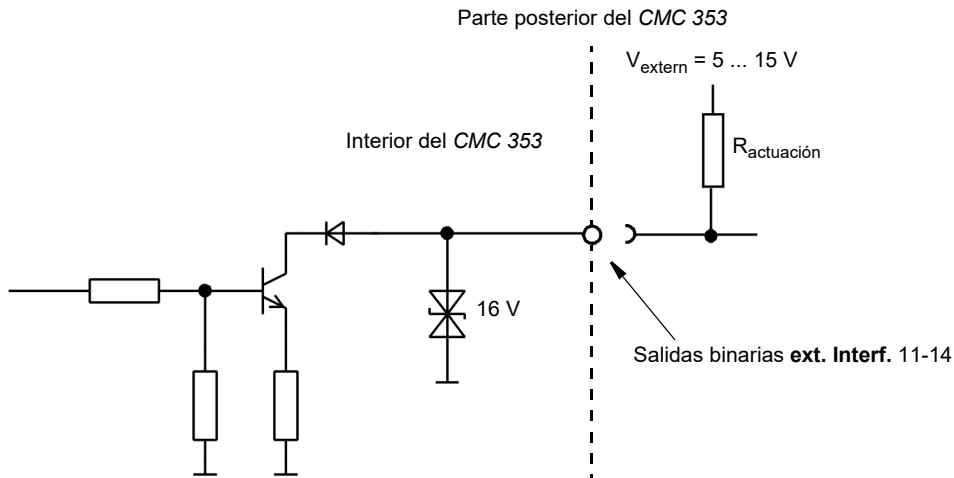 Parte posterior del CMC 353
Vextern = 5 ... 15 V
Interior del CMC 353
Ractuación
16 V
Salidas binarias ext. Interf. 11-14